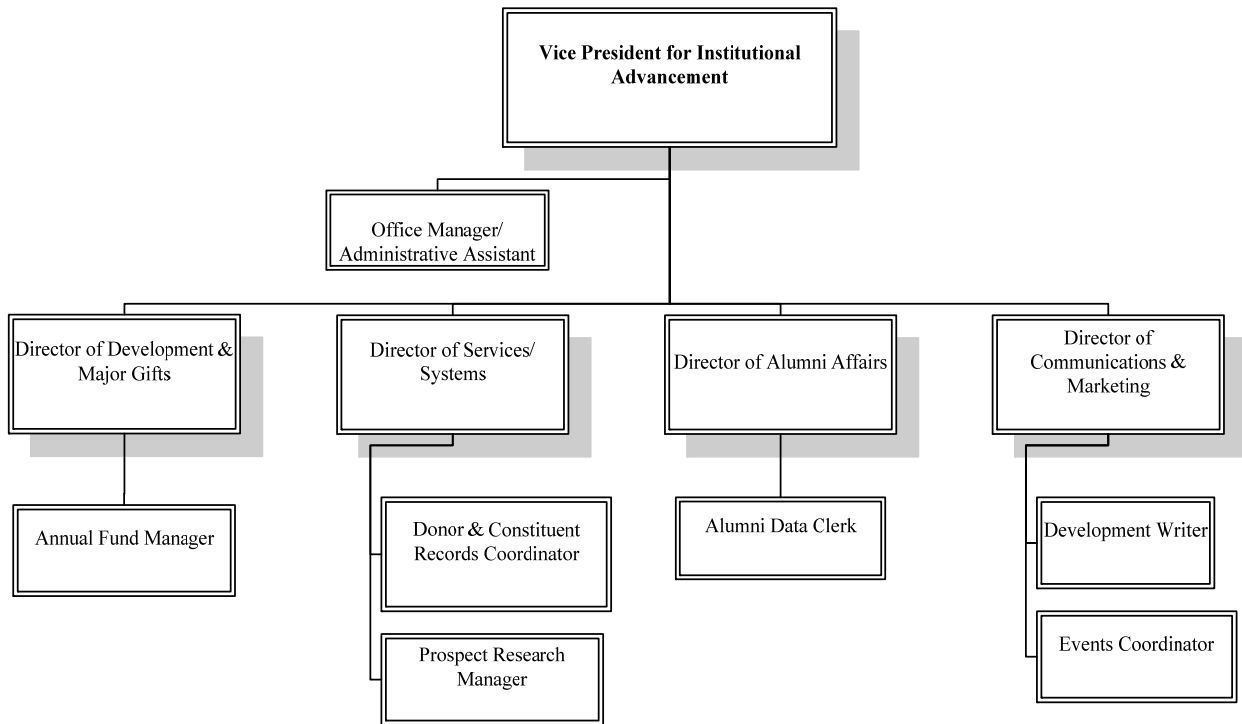 Vice President for Institutional
Advancement
Office Manager/
Administrative Assistant
Director of Development &
Major Gifts
Director of Services/
Systems
Director of Alumni Affairs
Director of
Communications &
Marketing
Annual Fund Manager
Donor & Constituent
Records Coordinator
Alumni Data Clerk
Development Writer
Prospect Research
Manager
Events Coordinator